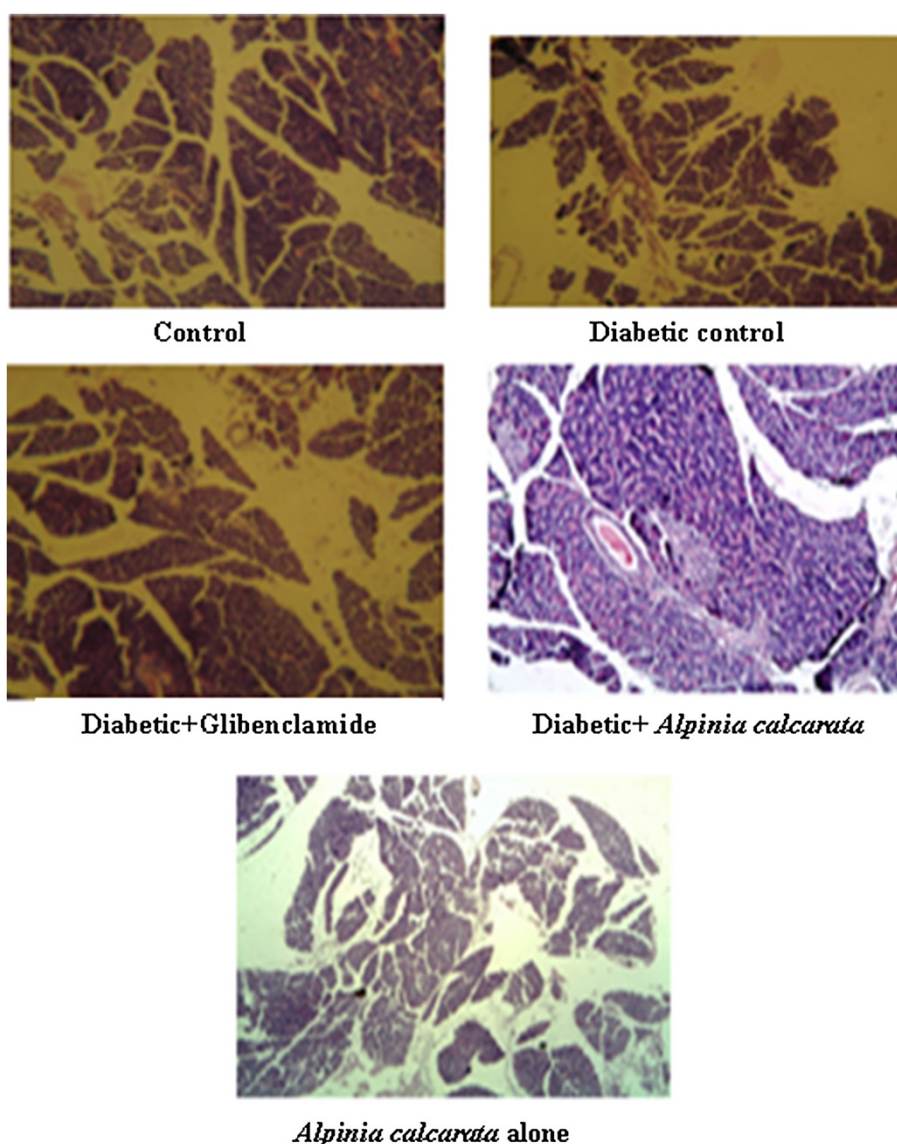 Control
Diabetic control
Diabetic+Glibenclamide
Diabetic+ Alpinia calcarata
Alpinia calcarata alone